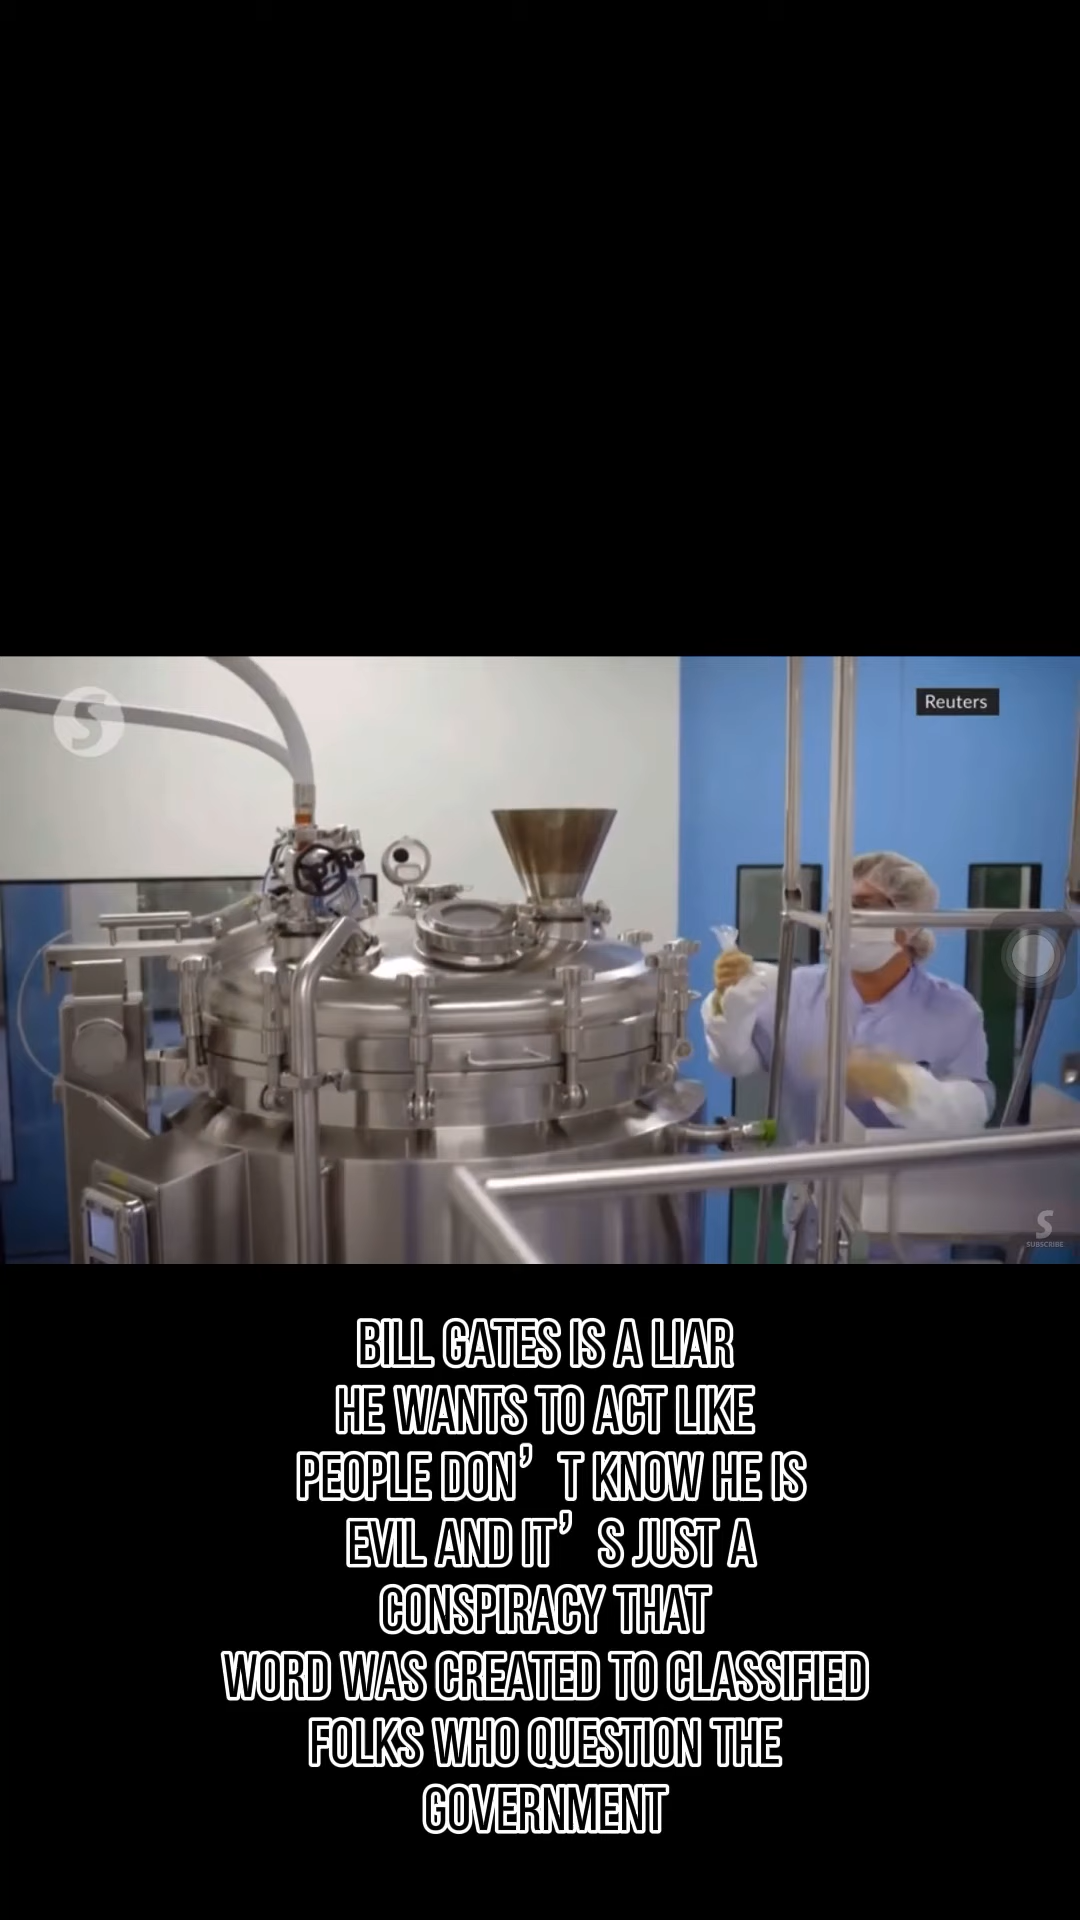 Reuters
S
S
SUBSCRIBE
BILL GATES IS A LIAR
HE WANTS TO ACT LIKE
PEOPLE DON’T KNOW HE IS
EVIL AND IT’S JUST A
CONSPIRACY THAT
WORD WAS CREATED TO CLASSIFIED
FOLKS WHO QUESTION THE
GOVERNMENT